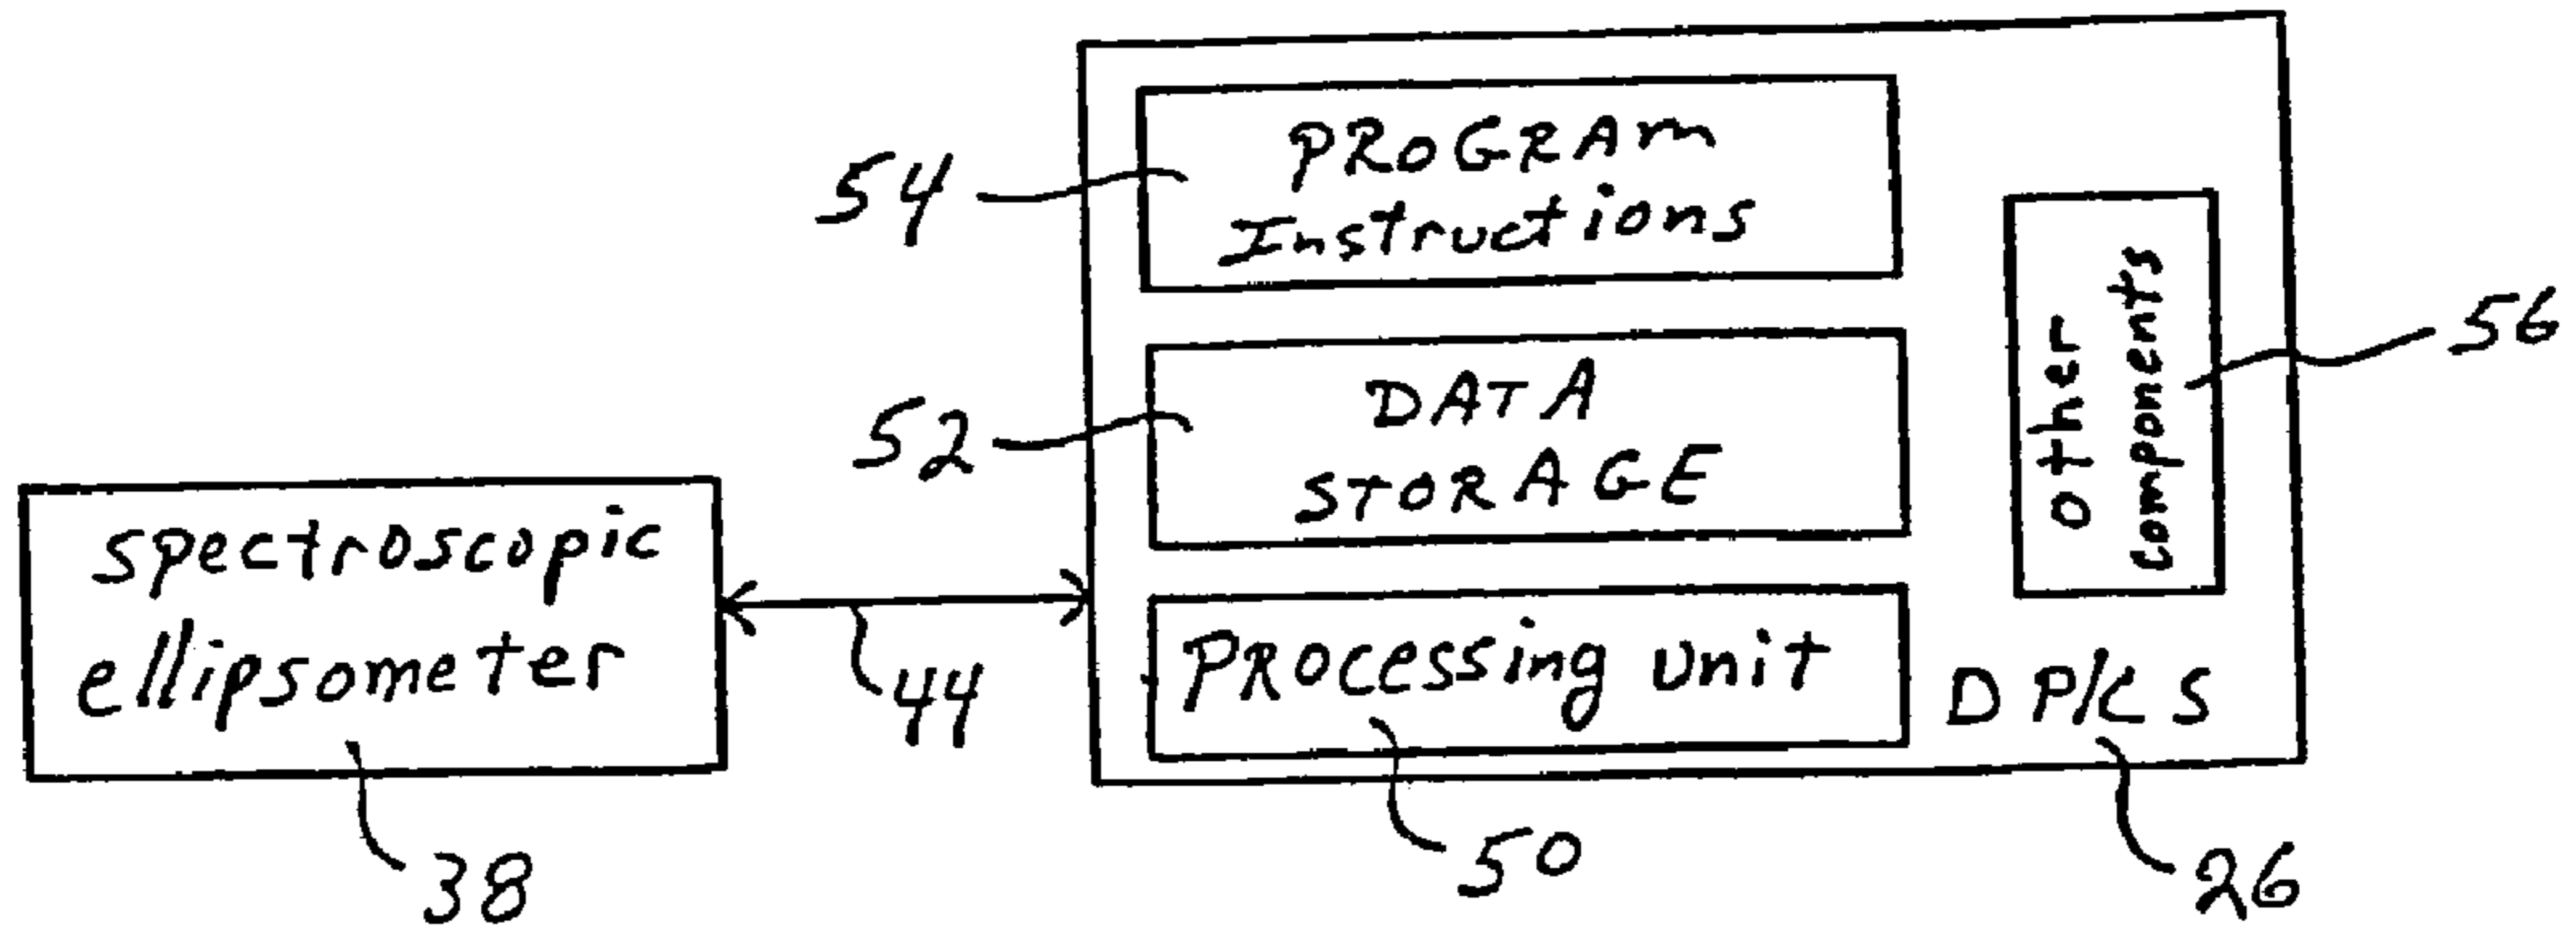 54
PROGRAM
Instructions
52
DATA
STORAGE
other
components
56
spectroscopic
ellipsometer
44
PROCESSING unit
DP/CS
38
50
26